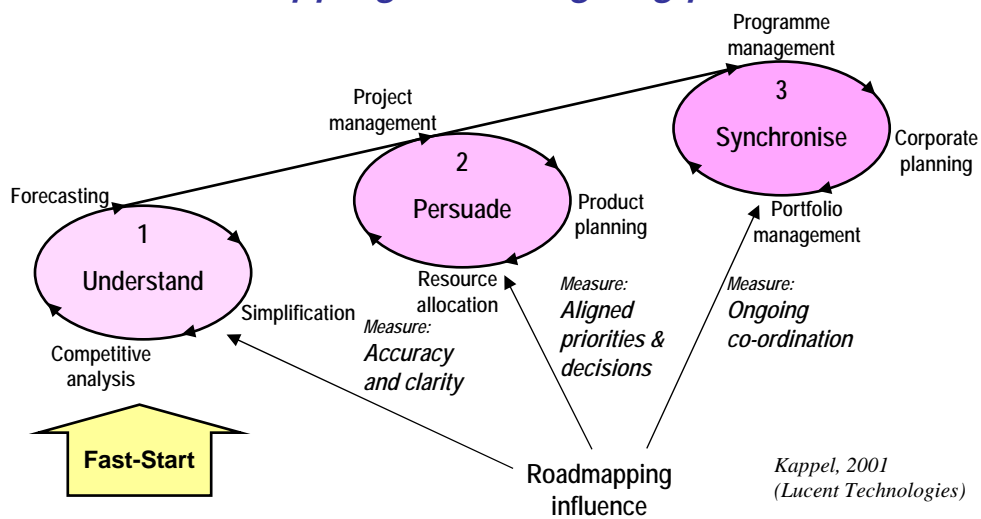 Programme
management
3
Synchronise
Corporate
planning
Portfolio
management
Project
management
2
Persuade
Product
planning
Resource
allocation
Forecasting
1
Understand
Simplification
Competitive
analysis
Measure:
Accuracy
and clarity
Measure:
Aligned
priorities &
decisions
Measure:
Ongoing
co-ordination
Fast-Start
Roadmapping
influence
Kappel, 2001
(Lucent Technologies)